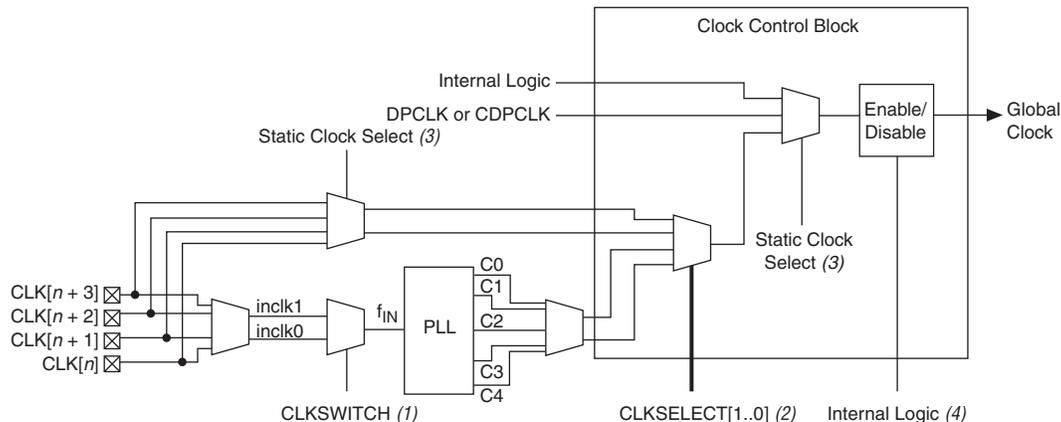 Clock Control Block
Internal Logic
DPCLK or CDPCLK
Enable/
Disable
Global
Clock
Static Clock Select (3)
Static Clock
Select (3)
CLK[n + 3]
CLK[n + 2]
CLK[n + 1]
CLK[n]
inclk1
inclk0
fIN
PLL
C0
C1
C2
C3
C4
CLKSWITCH (1)
CLKSELECT[1..0] (2)
Internal Logic (4)